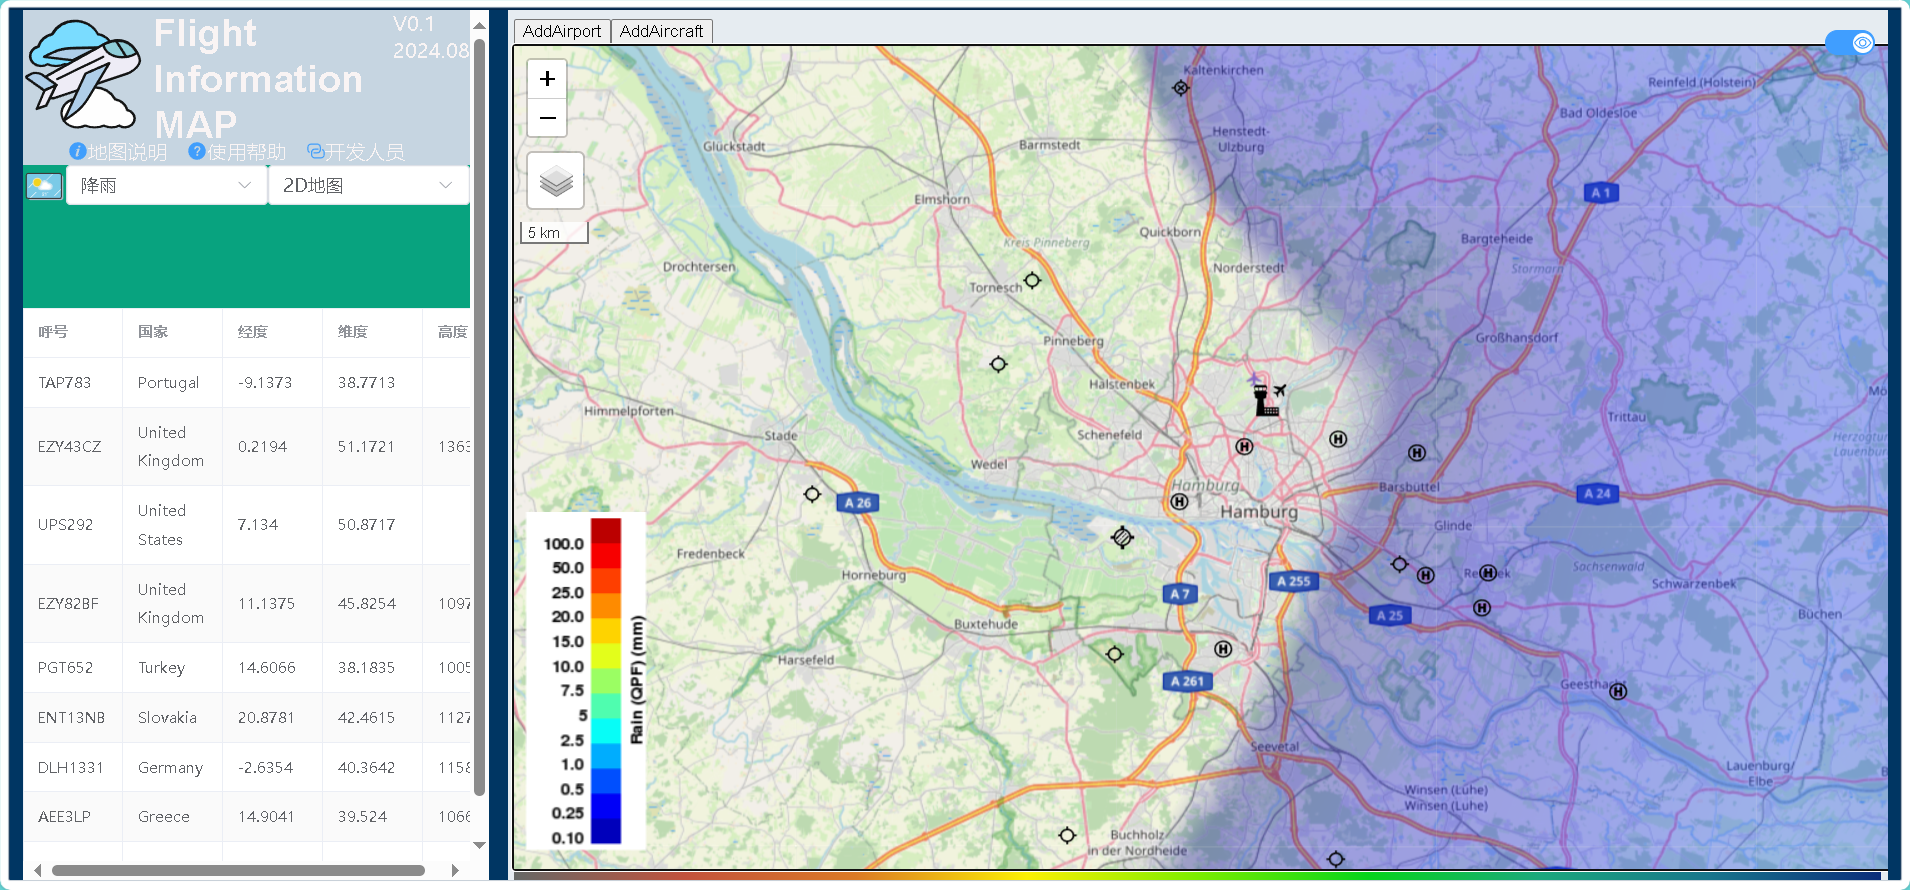 Flight
Information
MAP
V0.1
2024.08
地图说明 使用帮助 开发人员
降雨 2D地图
呼号 国家 经度 维度 高度
TAP783 Portugal -9.1373 38.7713
EZY43CZ United Kingdom 0.2194 51.1721
UPS292 United States 7.134 50.8717
EZY82BF United Kingdom 11.1375 45.8254 1097
PGT652 Turkey 14.6066 38.1835 1005
ENT13NB Slovakia 20.8781 42.4615 1127
DLH1331 Germany -2.6354 40.3642 1158
AEE3LP Greece 14.9041 39.524 1066
AddAirport AddAircraft
+
−
5 km
Kaltenkirchen
Reinfeld (Holstein)
Bad Oldesloe
Henstedt-
Ulzburg
Glückstadt
Barmstedt
A 1
Elmshorn
Quickborn
Kreis Pinneberg
Bargteheide
Stormarn
Drochtersen
Norderstedt
Tornesch
Pinneberg
Großhansdorf
Halstenbek
Himmelpforten
Trittau
Stade
Schenefeld
Wedel
Hamburg
Hamburg
Barsbüttel
A 24
A 26
Glinde
Fredenbeck
Horneburg
Sachsenwald
Schwarzenbek
A 255
A 7
A 25
Büchen
Buxtehude
Harsefeld
A 261
Seevetal
Lauenburg/
Elbe
Winsen (Luhe)
Winsen (Luhe)
Buchholz
in der Nordheide
100.0
50.0
25.0
20.0
15.0
10.0
7.5
5
2.5
1.0
0.5
0.25
0.10
Rain (QPF) (mm)